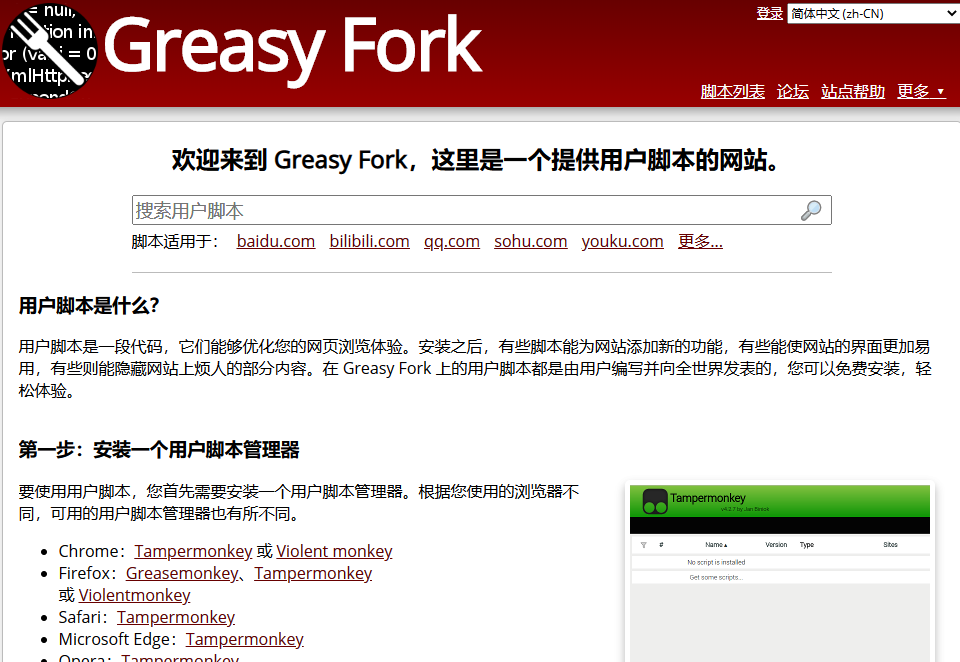 = null,
ction in
or (va i = 0
XmlHttp
Greasy Fork
登录 简体中文 (zh-CN)
脚本列表 论坛 站点帮助 更多 ▼
欢迎来到 Greasy Fork，这里是一个提供用户脚本的网站。
搜索用户脚本
脚本适用于： baidu.com bilibili.com qq.com sohu.com youku.com 更多...
用户脚本是什么？
用户脚本是一段代码，它们能够优化您的网页浏览体验。安装之后，有些脚本能为网站添加新的功能，有些能使网站的界面更加易
用，有些则能隐藏网站上烦人的部分内容。在 Greasy Fork 上的用户脚本都是由用户编写并向全世界发表的，您可以免费安装，轻
松体验。
第一步：安装一个用户脚本管理器
要使用用户脚本，您首先需要安装一个用户脚本管理器。根据您使用的浏览器不
同，可用的用户脚本管理器也有所不同。
• Chrome：Tampermonkey 或 Violent monkey
• Firefox：Greasemonkey、Tampermonkey
或 Violentmonkey
• Safari：Tampermonkey
• Microsoft Edge：Tampermonkey
• Opera：Tampermonkey
Tampermonkey
v4.2.7 by Jan Biniok
# Name▲ Version Type Sites
No script is installed
Get some scripts...